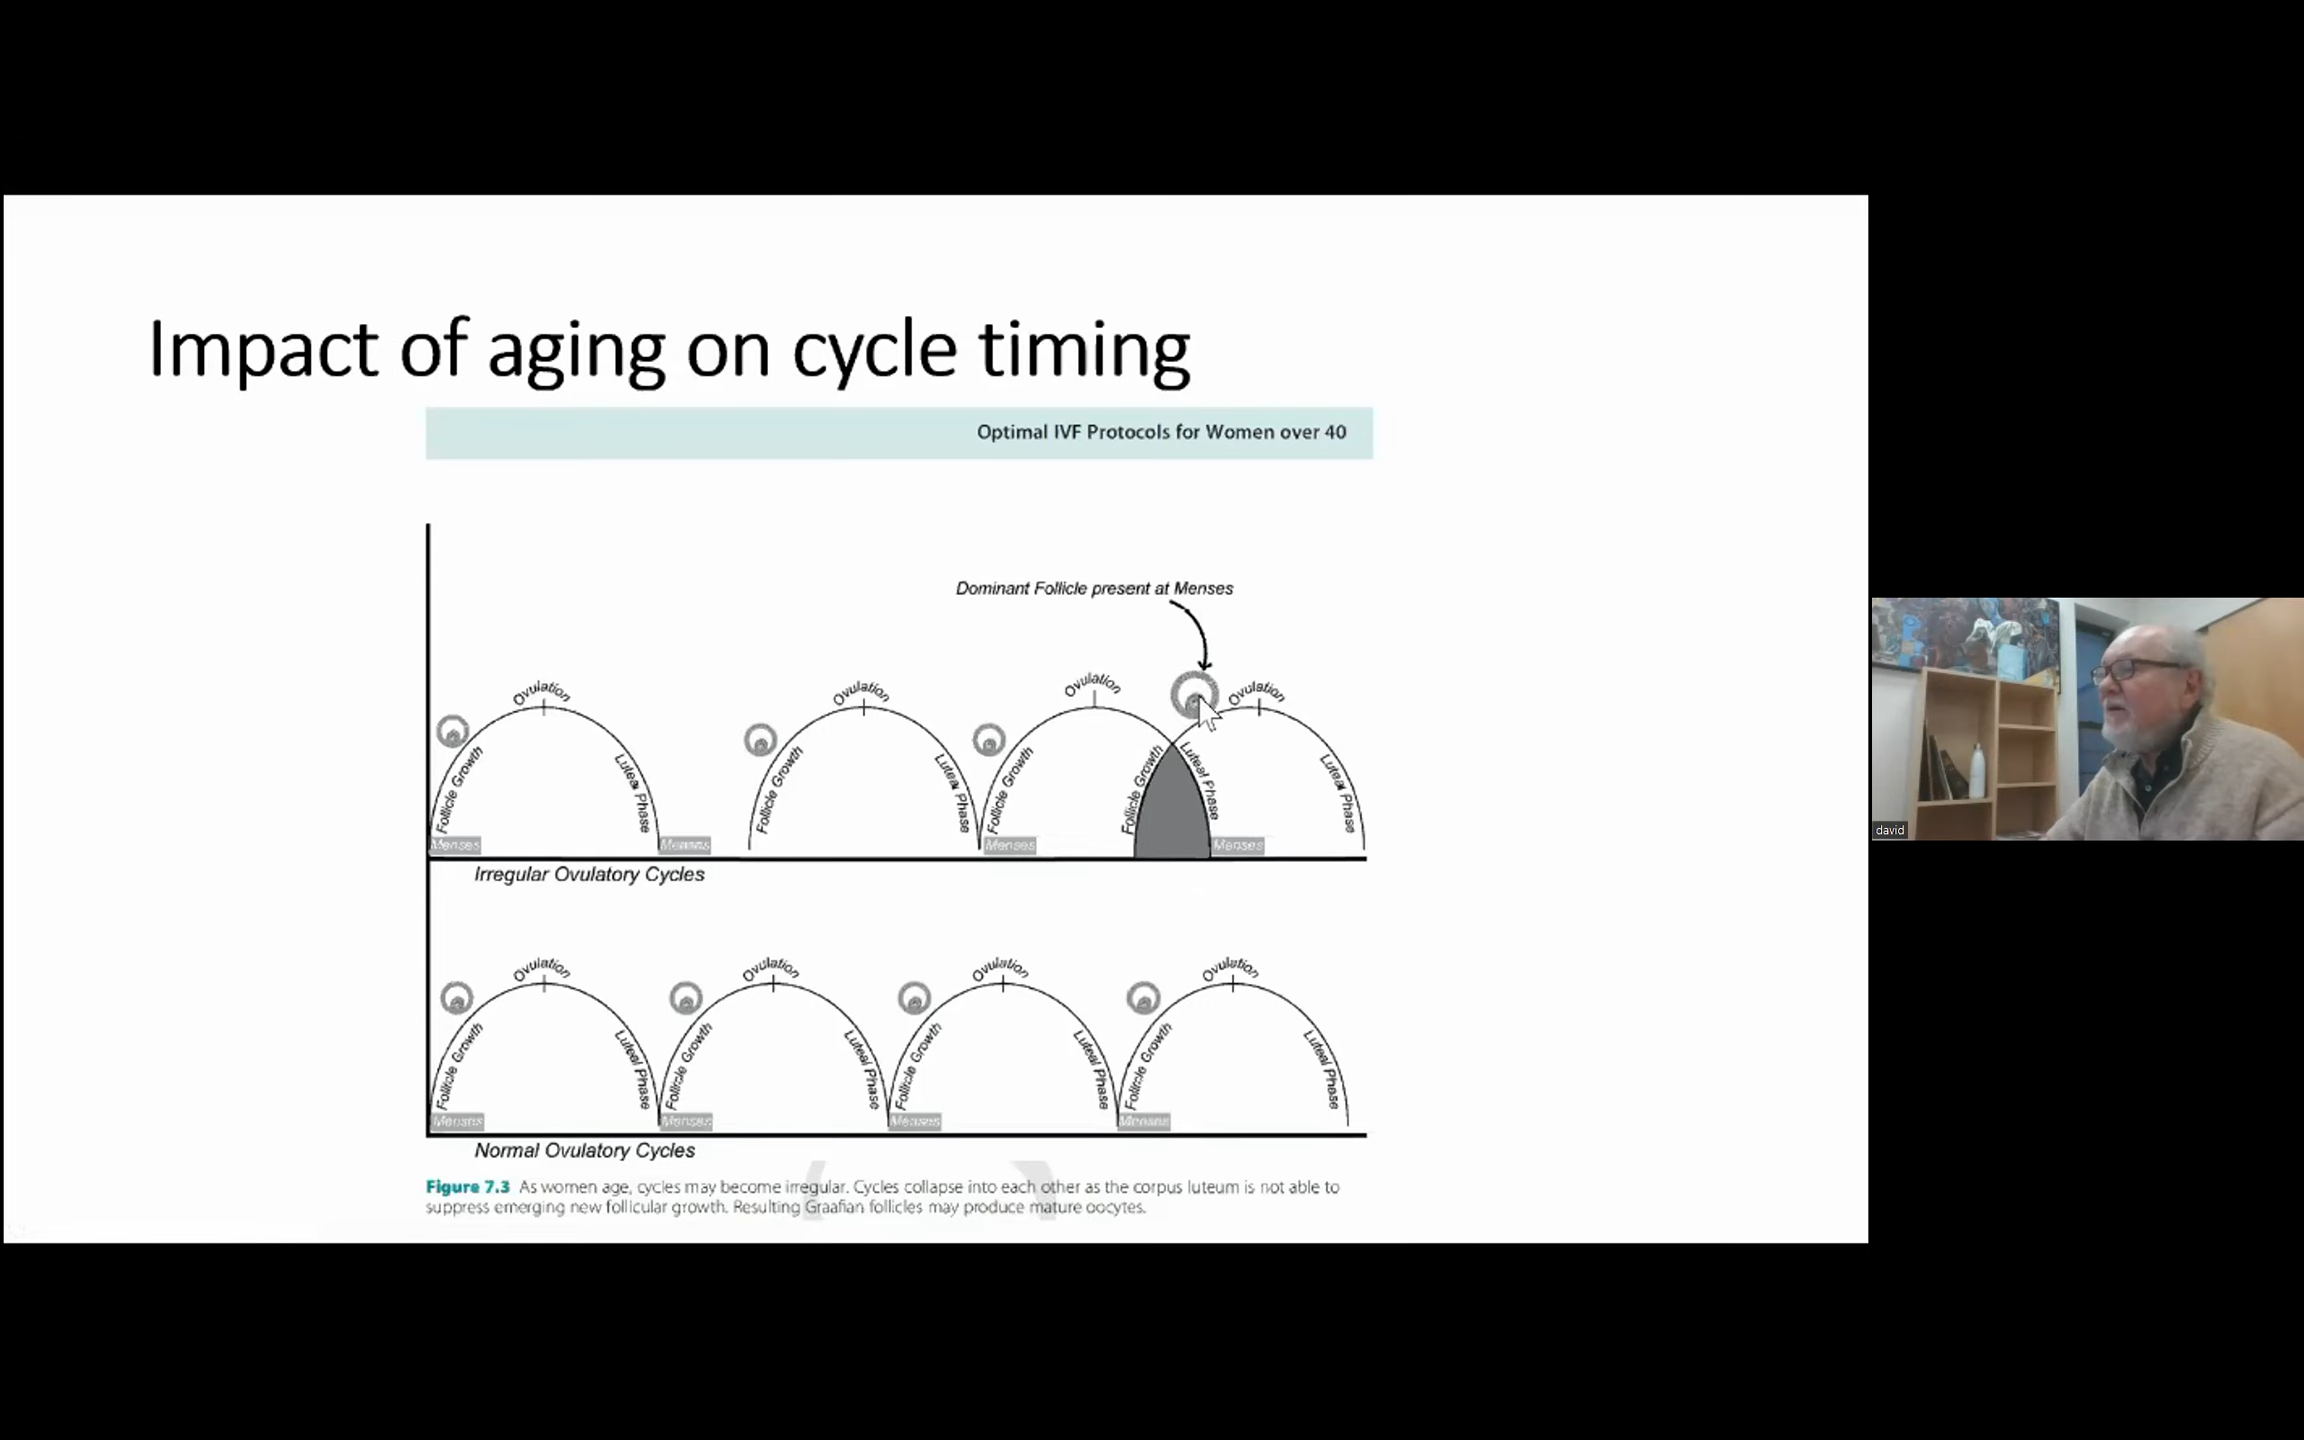 Impact of aging on cycle timing
Optimal IVF Protocols for Women over 40
Dominant Follicle present at Menses
Ovulation
Ovulation
Ovulation
Ovulation
Follicle Growth
Luteal Phase
Follicle Growth
Luteal Phase
Follicle Growth
Follicle Growth
Luteal Phase
Luteal Phase
Menses
Menses
Menses
Menses
Irregular Ovulatory Cycles
Ovulation
Ovulation
Ovulation
Ovulation
Follicle Growth
Luteal Phase
Follicle Growth
Luteal Phase
Follicle Growth
Luteal Phase
Follicle Growth
Luteal Phase
Menses
Menses
Menses
Menses
Normal Ovulatory Cycles
Figure 7.3 As women age, cycles may become irregular. Cycles collapse into each other as the corpus luteum is not able to
suppress emerging new follicular growth. Resulting Graafian follicles may produce mature oocytes.
david